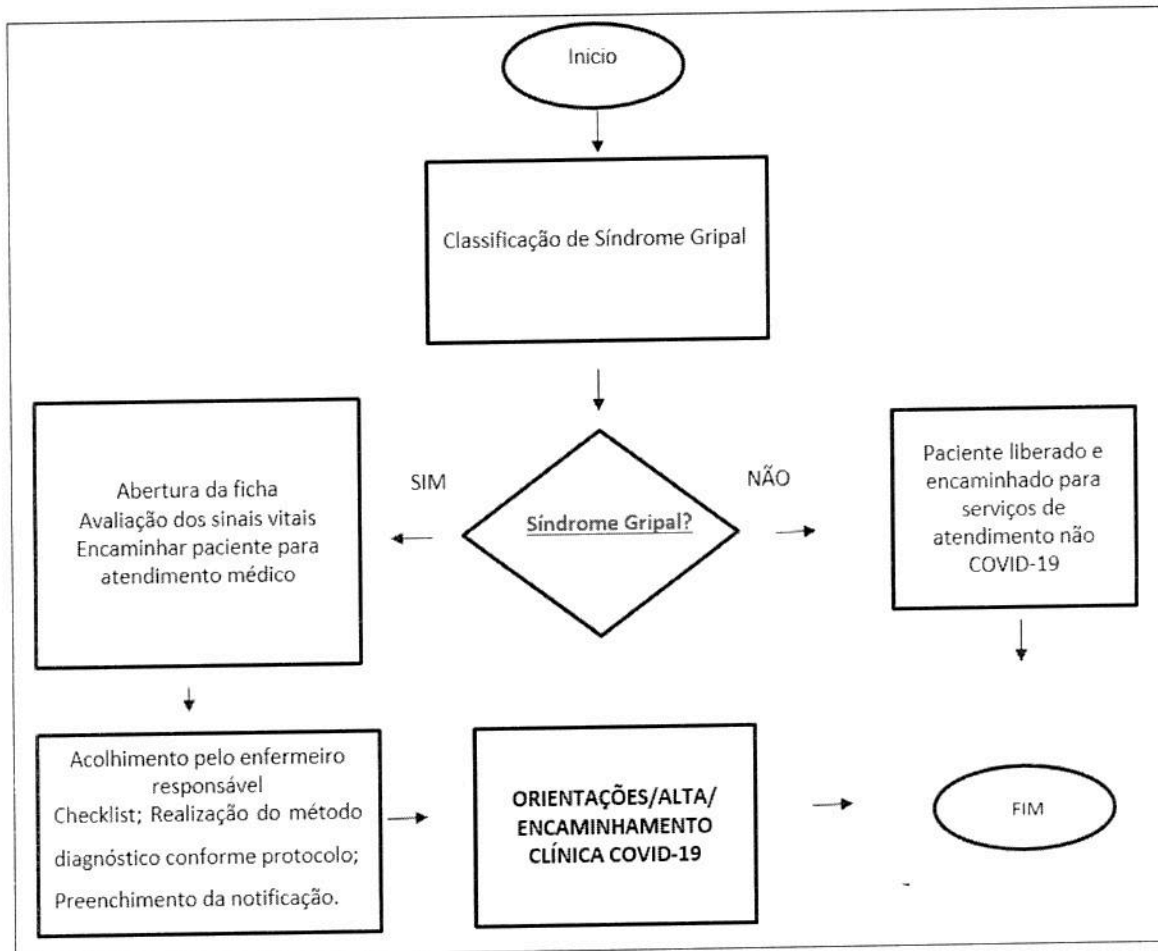 Inicio
Classificação de Síndrome Gripal
SIM
Síndrome Gripal?
NÃO
Abertura da ficha
Avaliação dos sinais vitais
Encaminhar paciente para
atendimento médico
Paciente liberado e
encaminhado para
serviços de
atendimento não
COVID-19
Acolhimento pelo enfermeiro
responsável
Checklist; Realização do método
diagnóstico conforme protocolo;
Preenchimento da notificação.
ORIENTAÇÕES/ALTA/
ENCAMINHAMENTO
CLÍNICA COVID-19
FIM